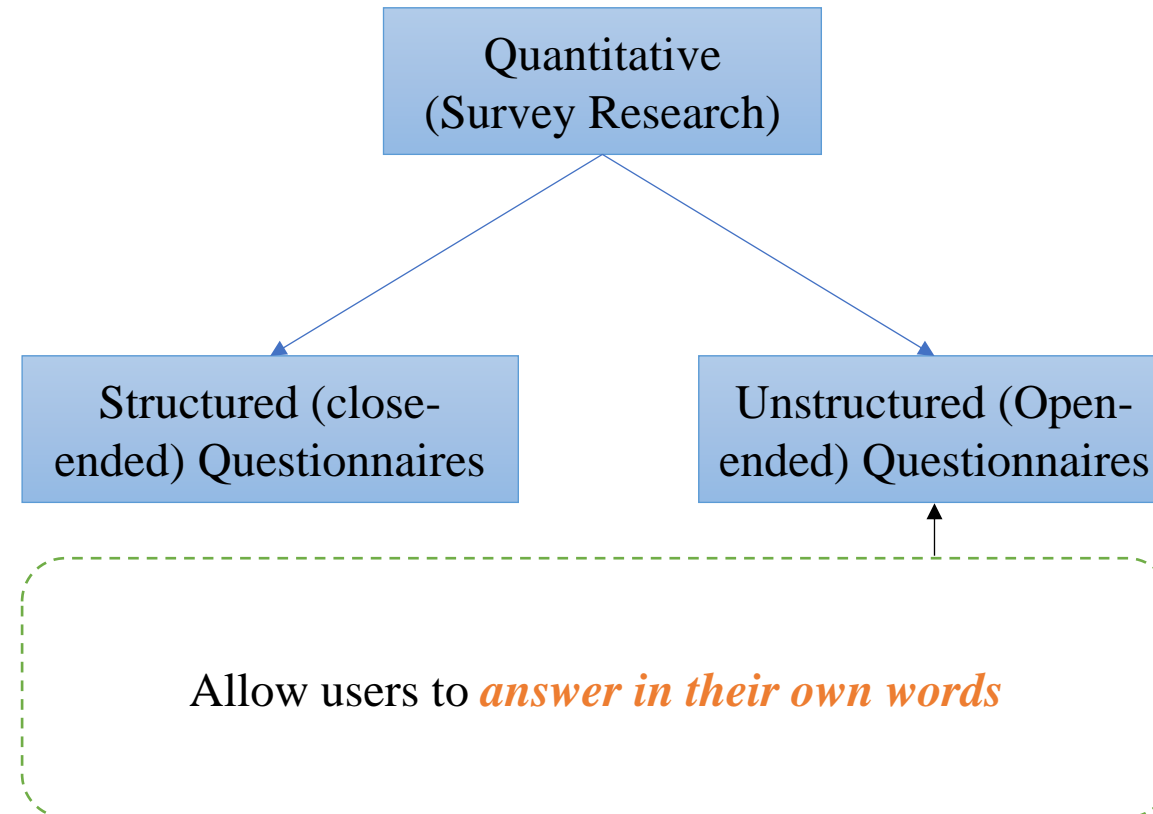 Quantitative
(Survey Research)
Structured (close-
ended) Questionnaires
Unstructured (Open-
ended) Questionnaires
Allow users to answer in their own words